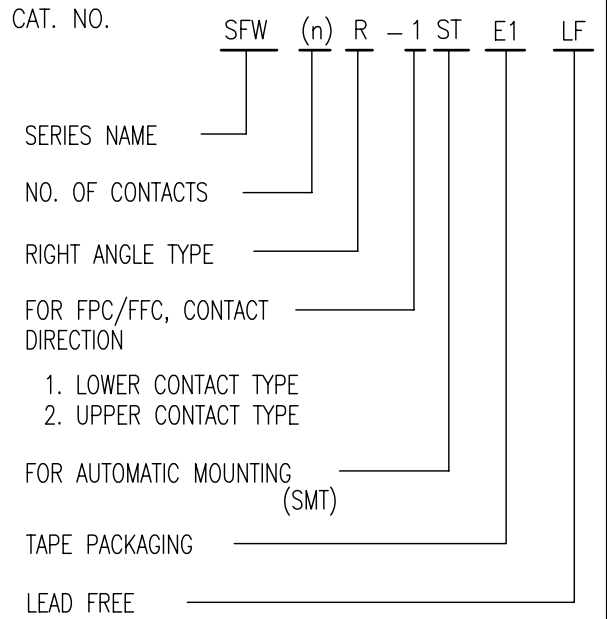 CAT. NO.
SFW (n) R – 1 ST E1 LF
SERIES NAME
NO. OF CONTACTS
RIGHT ANGLE TYPE
FOR FPC/FFC, CONTACT
DIRECTION
1. LOWER CONTACT TYPE
2. UPPER CONTACT TYPE
FOR AUTOMATIC MOUNTING
(SMT)
TAPE PACKAGING
LEAD FREE